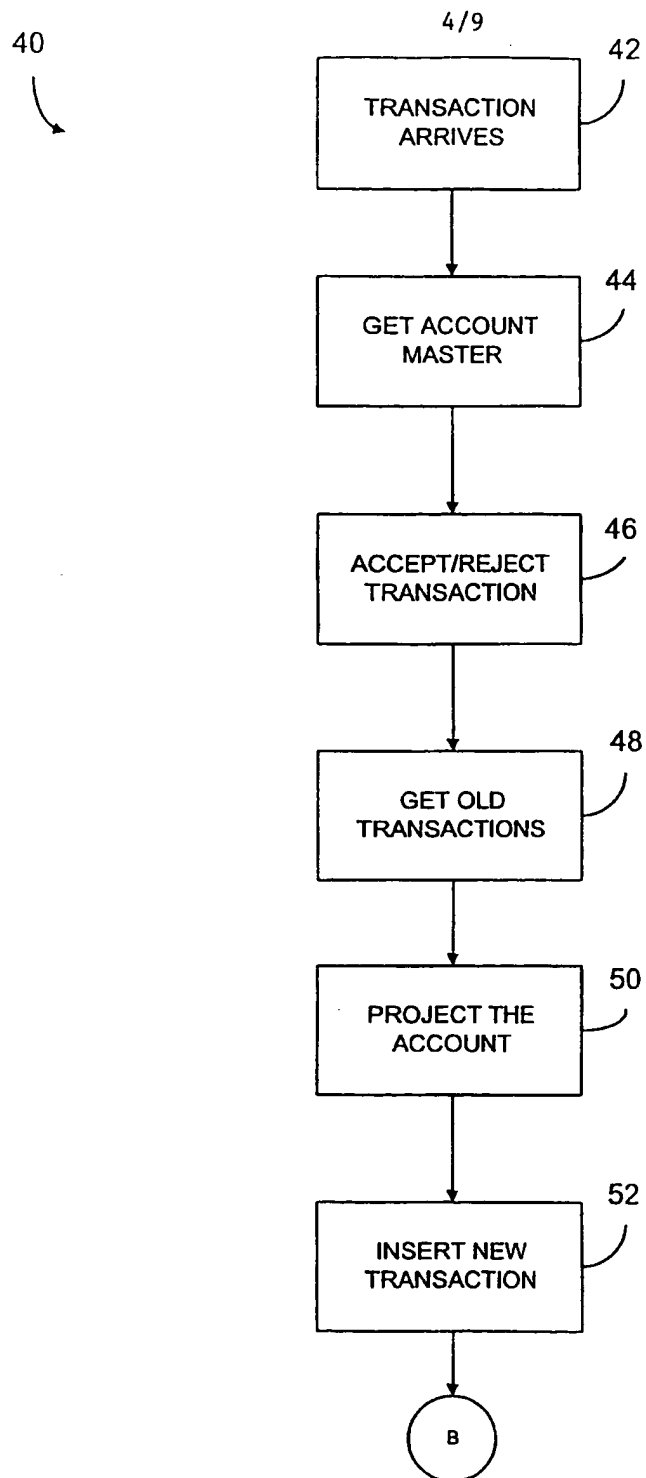 4/9
40
42
TRANSACTION
ARRIVES
44
GET ACCOUNT
MASTER
46
ACCEPT/REJECT
TRANSACTION
48
GET OLD
TRANSACTIONS
50
PROJECT THE
ACCOUNT
52
INSERT NEW
TRANSACTION
B